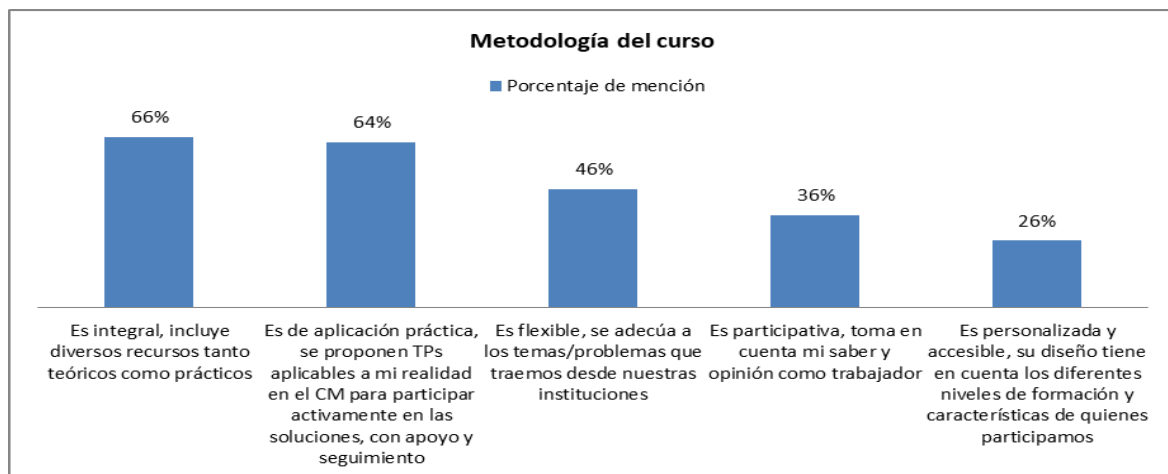 Metodología del curso
Porcentaje de mención
66%
64%
46%
36%
26%
Es integral, incluye
diversos recursos tanto
teóricos como prácticos
Es de aplicación práctica,
se proponen TPs
aplicables a mi realidad
en el CM para participar
activamente en las
soluciones, con apoyo y
seguimiento
Es flexible, se adecúa a
los temas/problemas que
traemos desde nuestras
instituciones
Es participativa, toma en
cuenta mi saber y
opinión como trabajador
Es personalizada y
accesible, su diseño tiene
en cuenta los diferentes
niveles de formación y
características de quienes
participamos